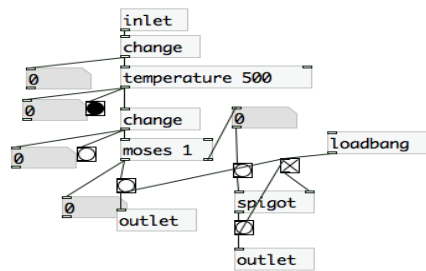 inlet
change
0
temperature 500
0
change
0
0
moses 1
loadbang
0
spigot
outlet
outlet